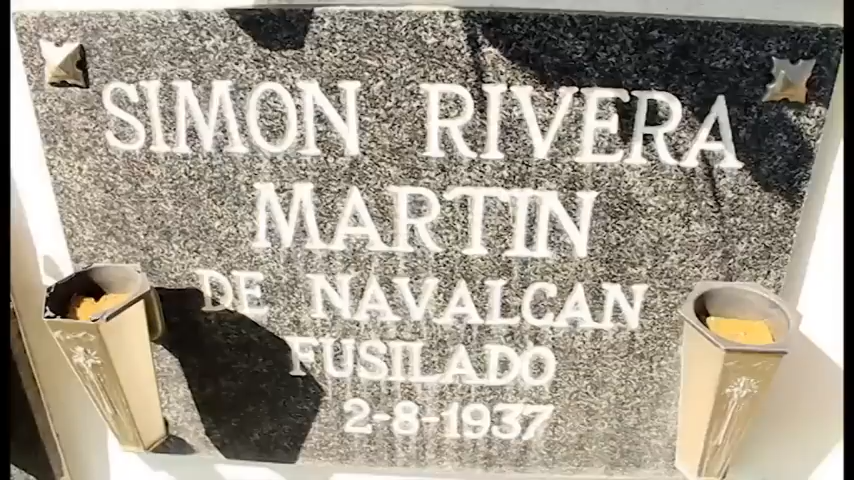 SIMON RIVERA
MARTIN
DE NAVALCAN
FUSILADO
2-8-1937